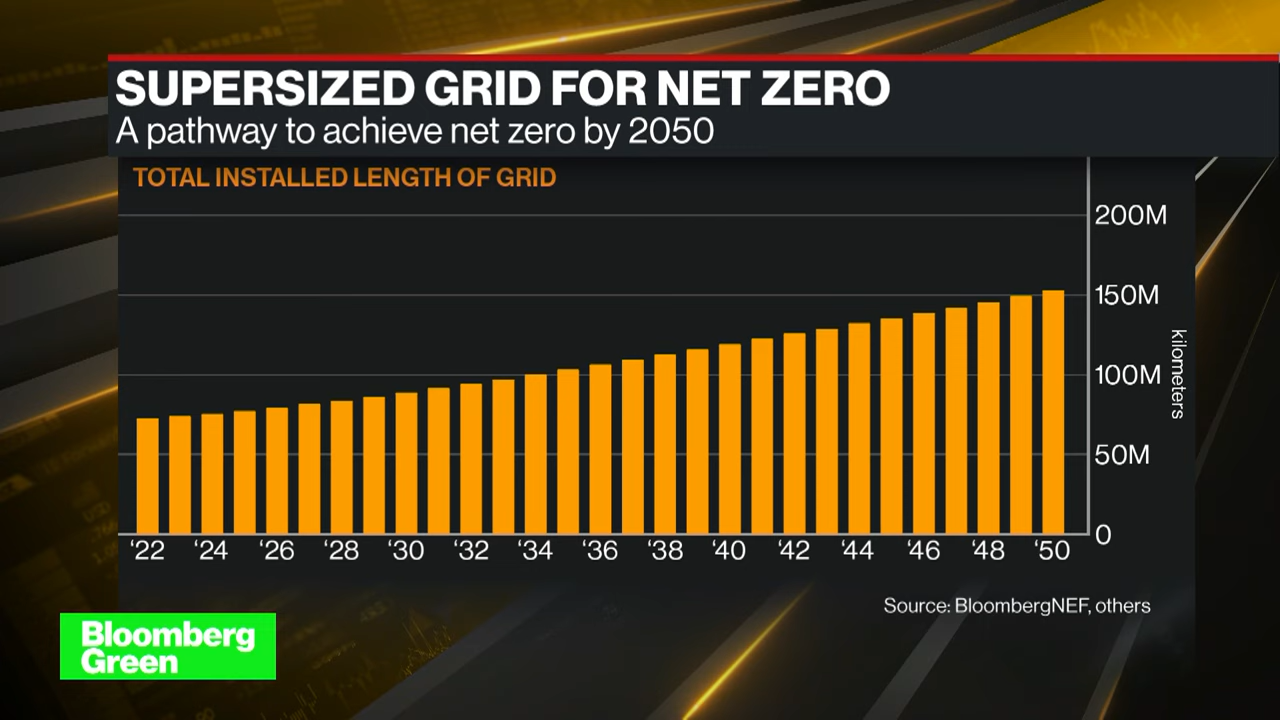 SUPERSIZED GRID FOR NET ZERO
A pathway to achieve net zero by 2050
TOTAL INSTALLED LENGTH OF GRID
200M
150M
100M
50M
0
kilometers
‘22 ‘24 ‘26 ‘28 ‘30 ‘32 ‘34 ‘36 ‘38 ‘40 ‘42 ‘44 ‘46 ‘48 ‘50
Source: BloombergNEF, others
Bloomberg
Green